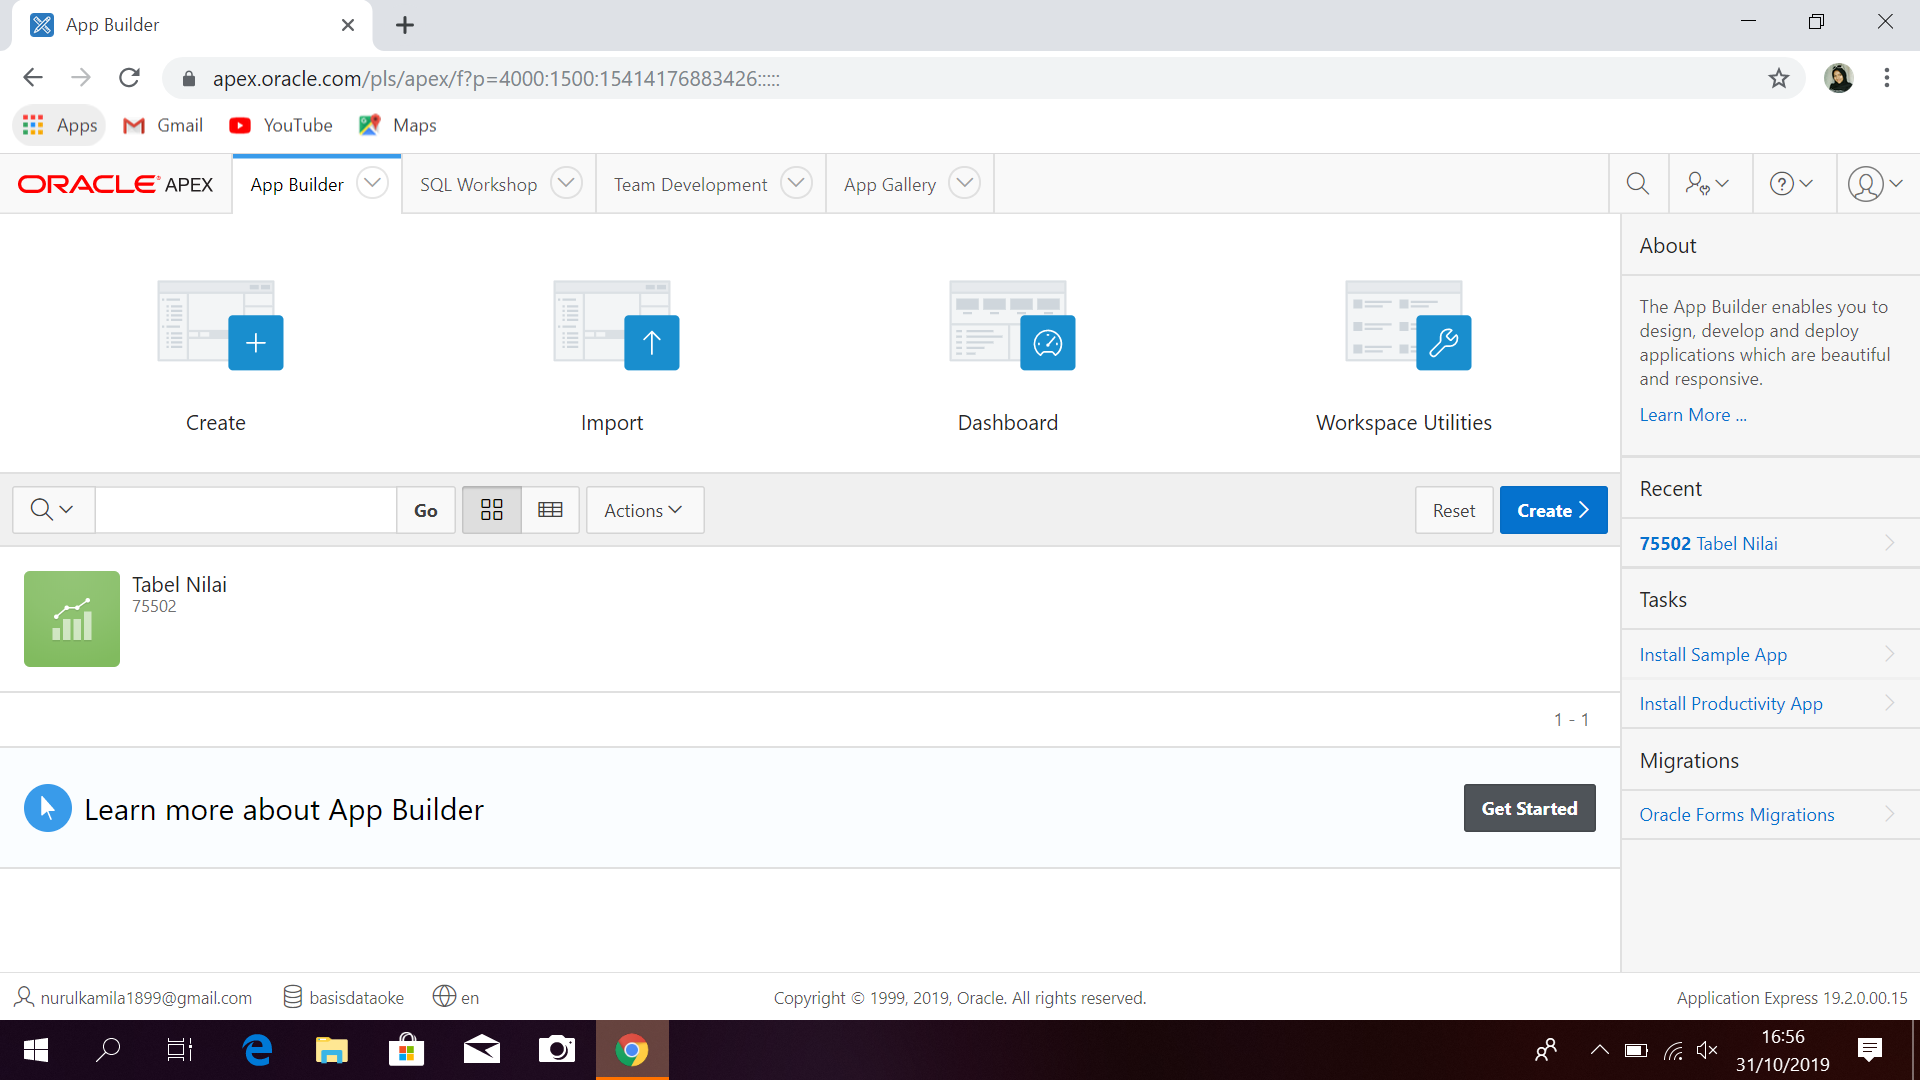 App Builder
apex.oracle.com/pls/apex/f?p=4000:1500:15414176883426:::::
Apps
Gmail
YouTube
Maps
ORACLE APEX
App Builder
SQL Workshop
Team Development
App Gallery
Create
Import
Dashboard
Workspace Utilities
Go
Actions
Reset
Create
Tabel Nilai
75502
1 - 1
Learn more about App Builder
Get Started
About
The App Builder enables you to
design, develop and deploy
applications which are beautiful
and responsive.
Learn More ...
Recent
75502 Tabel Nilai
Tasks
Install Sample App
Install Productivity App
Migrations
Oracle Forms Migrations
nurulkamila1899@gmail.com
basisdataoke
en
Copyright © 1999, 2019, Oracle. All rights reserved.
Application Express 19.2.0.00.15
16:56
31/10/2019